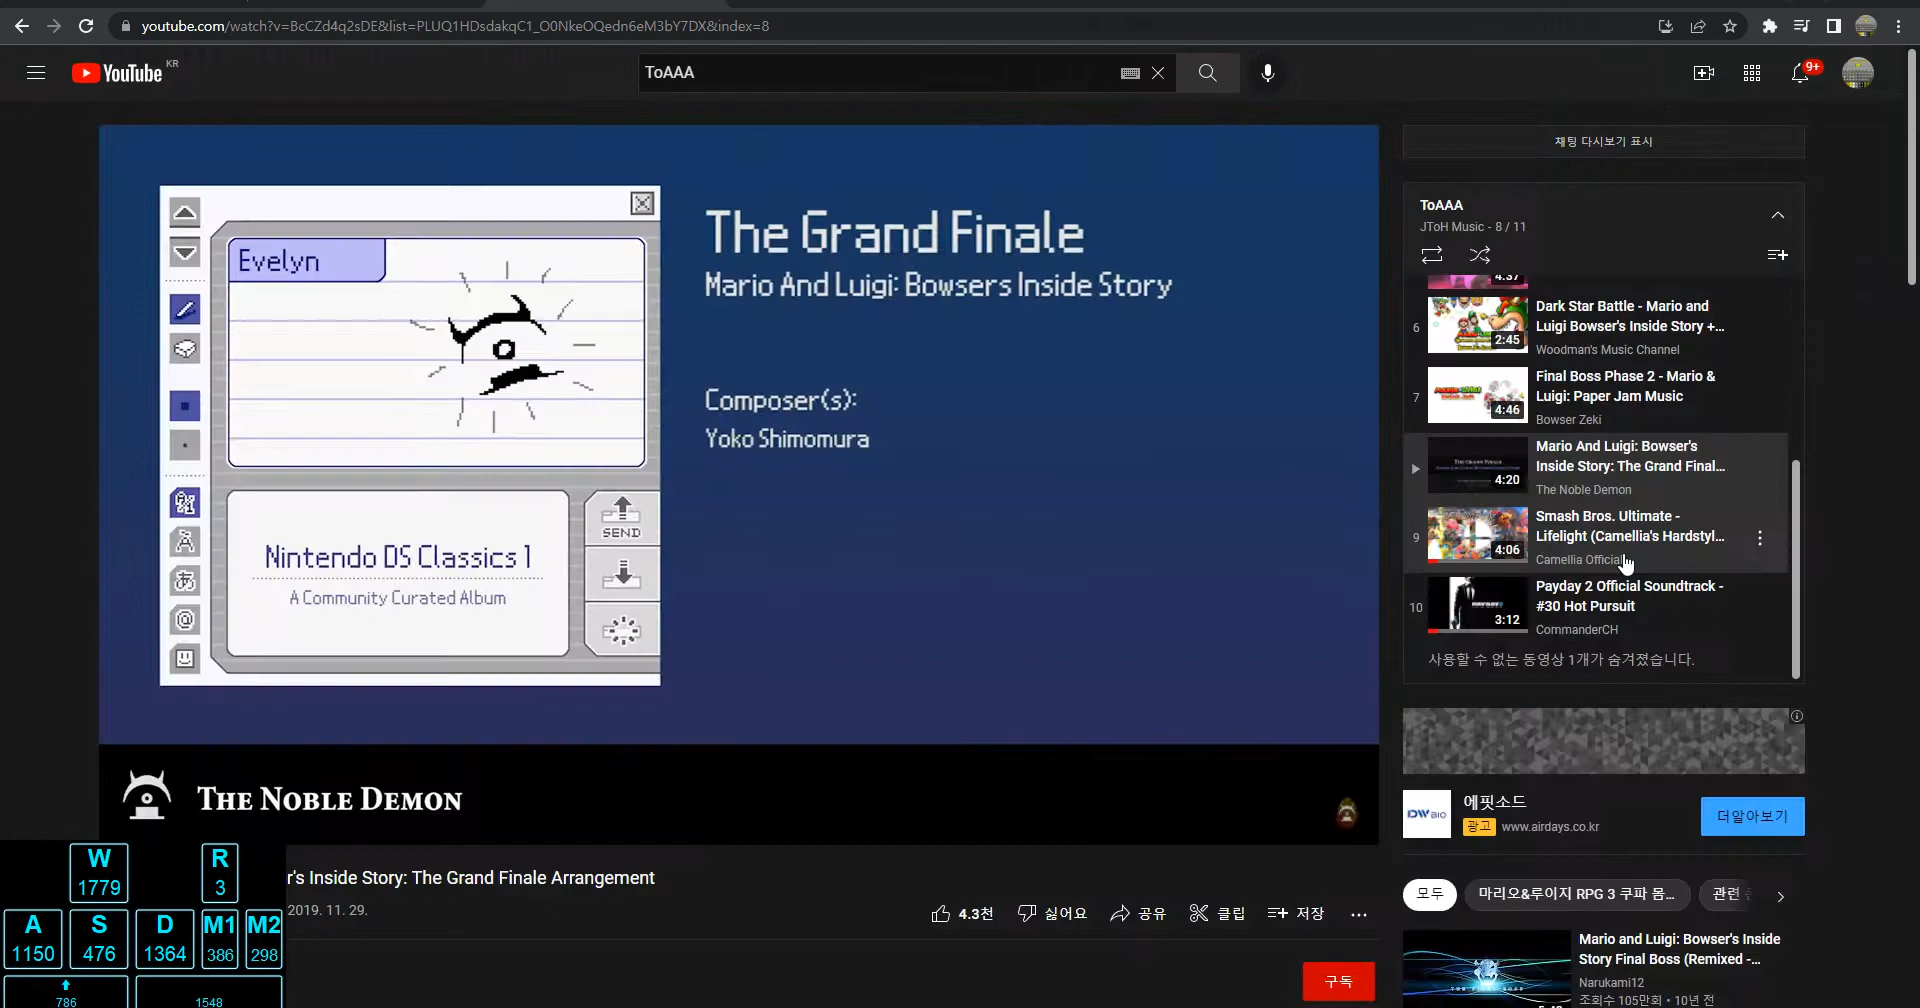 youtube.com/watch?v=BcCZd4q2sDE&list=PLUQ1HDsdakqC1_O0NkeOQedn6eM3bY7DX&index=8
YouTube KR
ToAAA
9+
채팅 다시보기 표시
Evelyn
SEND
Nintendo DS Classics 1
A Community Curated Album
The Grand Finale
Mario And Luigi: Bowsers Inside Story
Composer(s):
Yoko Shimomura
THE NOBLE DEMON
ToAAA
JToH Music - 8 / 11
4:37
6
2:45
Dark Star Battle - Mario and
Luigi Bowser's Inside Story +...
Woodman's Music Channel
7
4:46
Final Boss Phase 2 - Mario &
Luigi: Paper Jam Music
Bowser Zeki
THE GRAND FINALE
4:20
Mario And Luigi: Bowser's
Inside Story: The Grand Final...
The Noble Demon
9
4:06
Smash Bros. Ultimate -
Lifelight (Camellia's Hardstyl...
Camellia Official
10
3:12
Payday 2 Official Soundtrack -
#30 Hot Pursuit
CommanderCH
사용할 수 없는 동영상 1개가 숨겨졌습니다.
DW BIO
에핏소드
광고 www.airdays.co.kr
더알아보기
모두
마리오&루이지 RPG 3 쿠파 몸...
관련
Mario and Luigi: Bowser's Inside
Story Final Boss (Remixed -...
Narukami12
조회수 105만회 • 10년 전
r's Inside Story: The Grand Finale Arrangement
2019. 11. 29.
4.3천
싫어요
공유
클립
저장
구독
W
1779
R
3
A
1150
S
476
D
1364
M1
386
M2
298
786
1548